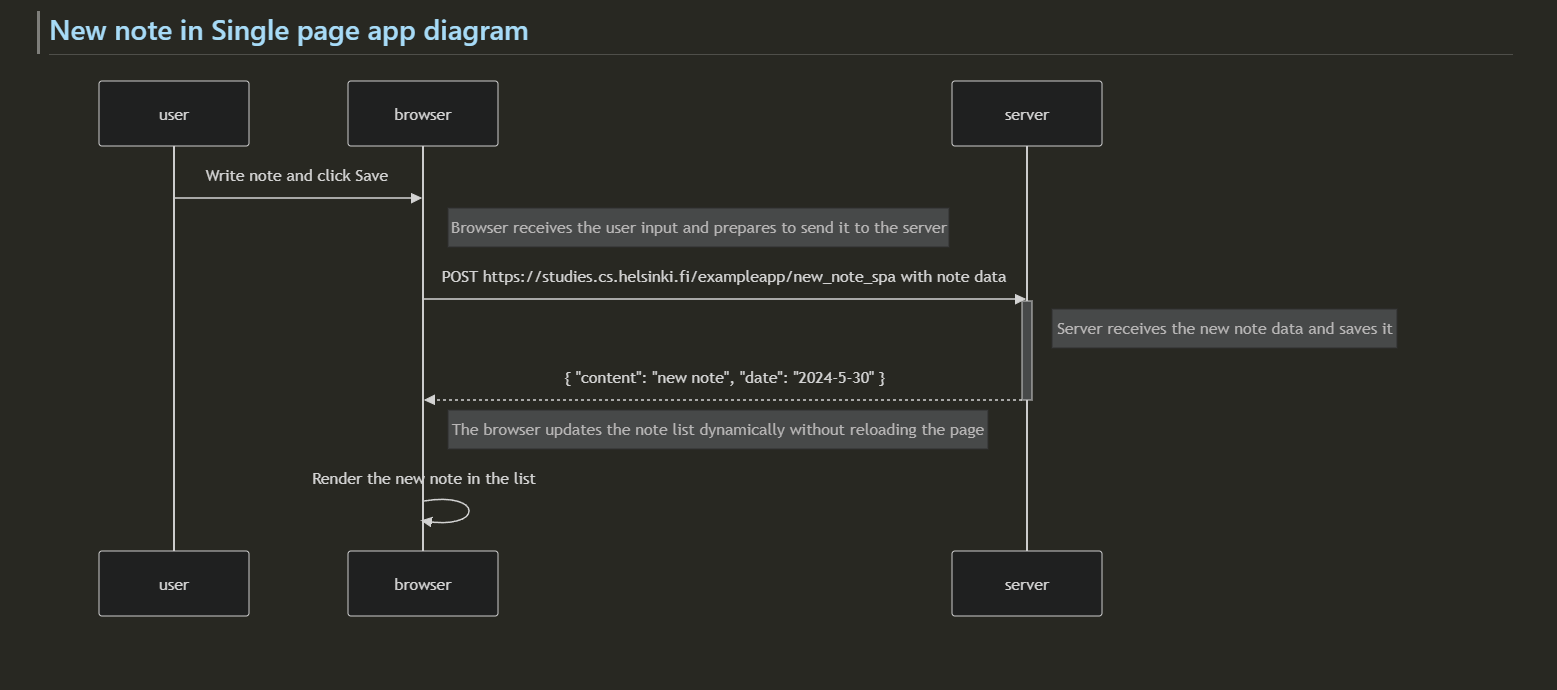 New note in Single page app diagram
user
browser
server
Write note and click Save
Browser receives the user input and prepares to send it to the server
POST https://studies.cs.helsinki.fi/exampleapp/new_note_spa with note data
Server receives the new note data and saves it
{ "content": "new note", "date": "2024-5-30" }
The browser updates the note list dynamically without reloading the page
Render the new note in the list
user
browser
server